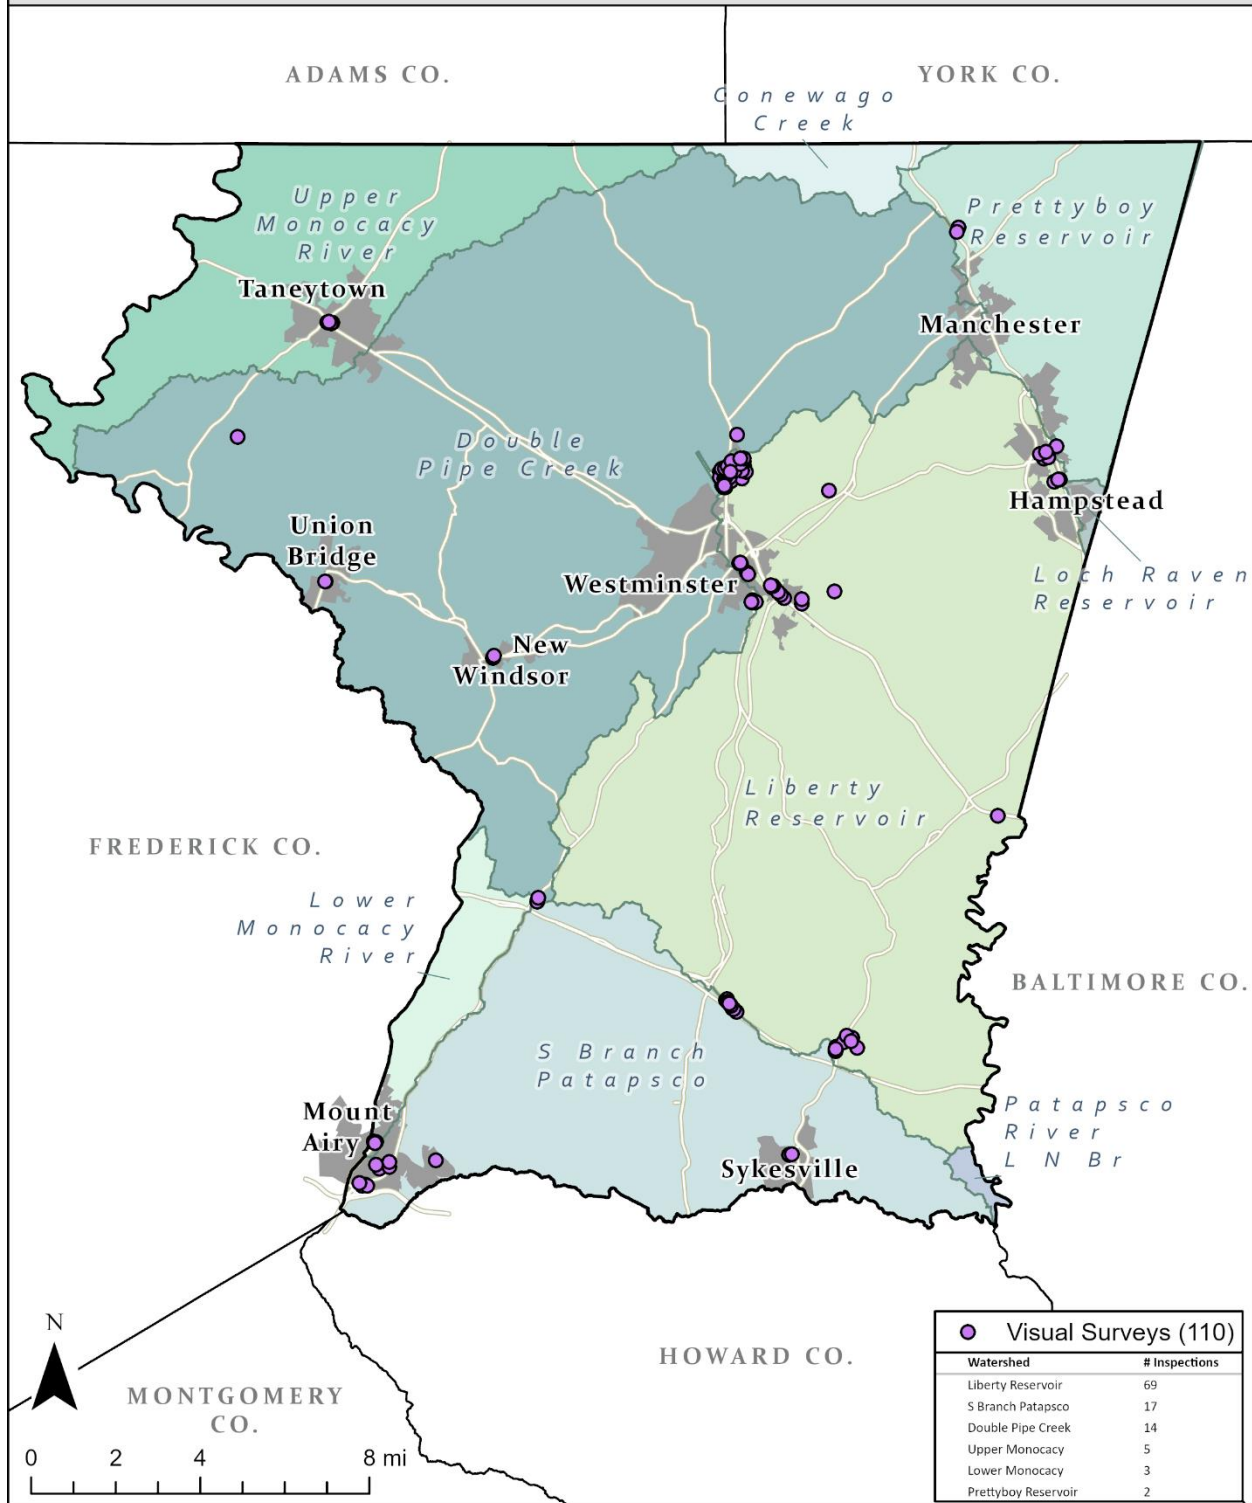 ADAMS CO.
YORK CO.
Conewago
Creek
Upper
Monocacy
River
Prettyboy
Reservoir
Taneytown
Manchester
Double
Pipe Creek
Hampstead
Union
Bridge
Westminster
Loch Raven
Reservoir
New
Windsor
Liberty
Reservoir
FREDERICK CO.
Lower
Monocacy
River
BALTIMORE CO.
S Branch
Patapsco
Mount
Airy
Patapsco
River
L N Br
Sykesville
N
MONTGOMERY
CO.
HOWARD CO.
0 2 4 8 mi
Visual Surveys (110)
Watershed # Inspections
Liberty Reservoir 69
S Branch Patapsco 17
Double Pipe Creek 14
Upper Monocacy 5
Lower Monocacy 3
Prettyboy Reservoir 2